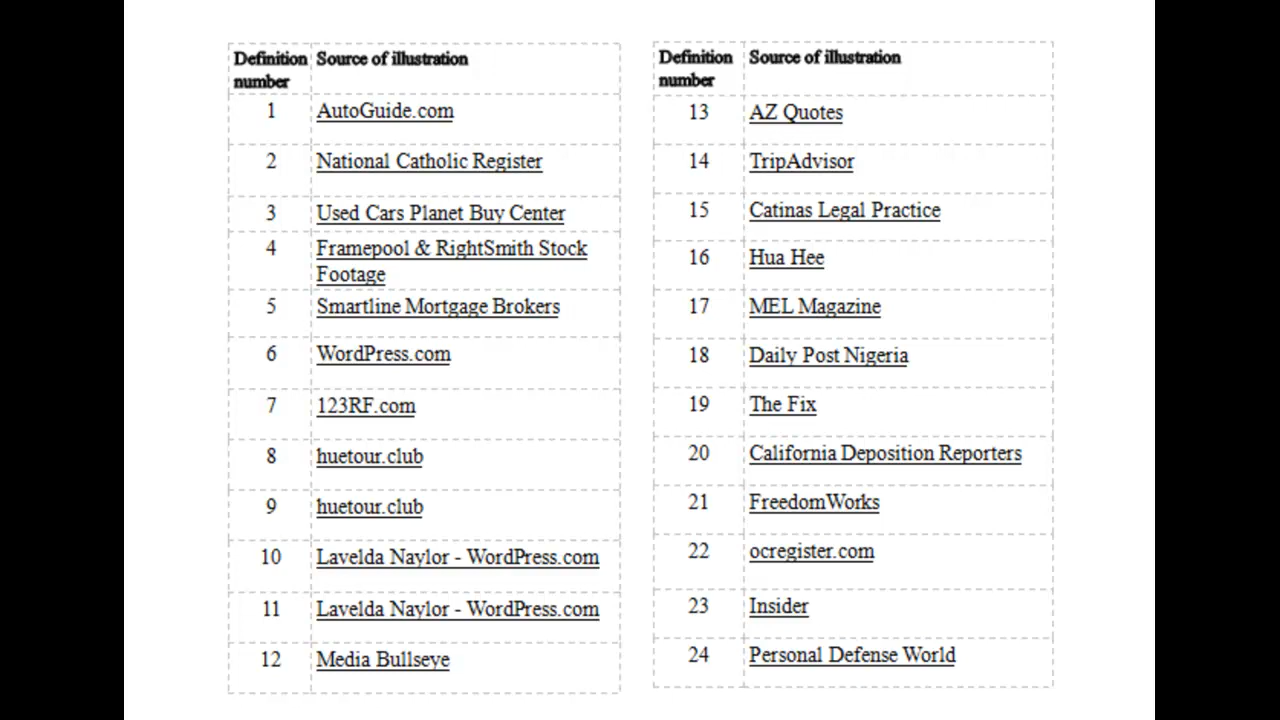 Definition number Source of illustration
1 AutoGuide.com
2 National Catholic Register
3 Used Cars Planet Buy Center
4 Framepool & RightSmith Stock
Footage
5 Smartline Mortgage Brokers
6 WordPress.com
7 123RF.com
8 huetour.club
9 huetour.club
10 Lavelda Naylor - WordPress.com
11 Lavelda Naylor - WordPress.com
12 Media Bullseye
Definition number Source of illustration
13 AZ Quotes
14 TripAdvisor
15 Catinas Legal Practice
16 Hua Hee
17 MEL Magazine
18 Daily Post Nigeria
19 The Fix
20 California Deposition Reporters
21 FreedomWorks
22 ocregister.com
23 Insider
24 Personal Defense World